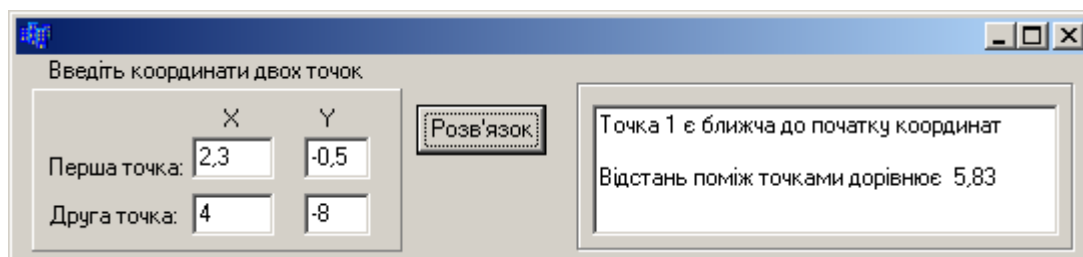 Введіть координати двох точок
X Y
Перша точка: 2,3 -0,5
Друга точка: 4 -8
Розв'язок
Точка 1 є ближча до початку координат
Відстань поміж точками дорівнює 5,83